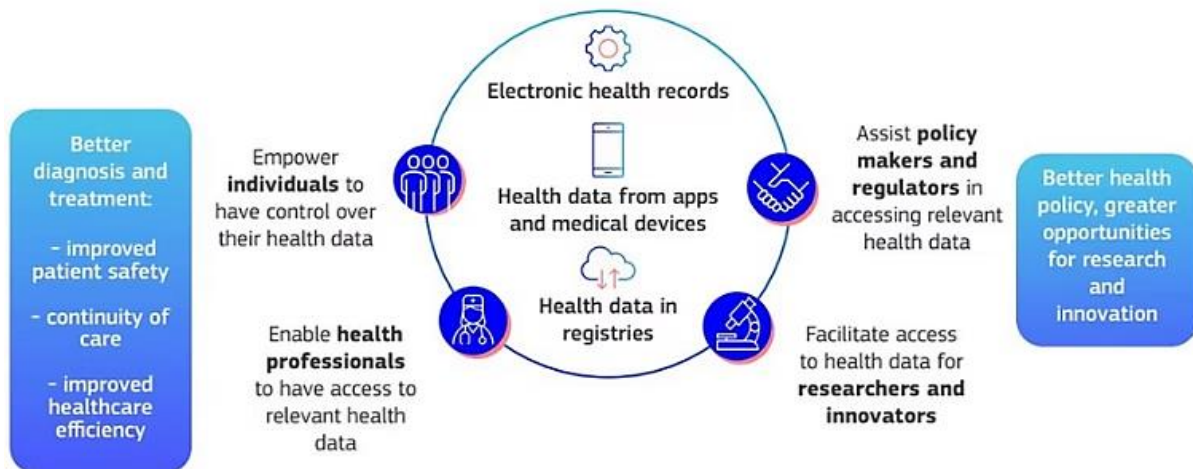 Better
diagnosis and
treatment:
– improved
patient safety
– continuity of
care
– improved
healthcare
efficiency
Empower
individuals to
have control over
their health data
Enable health
professionals
to have access to
relevant health
data
Electronic health records
Health data from apps
and medical devices
Health data in
registries
Assist policy
makers and
regulators in
accessing relevant
health data
Facilitate access
to health data for
researchers and
innovators
Better health
policy, greater
opportunities
for research
and
innovation